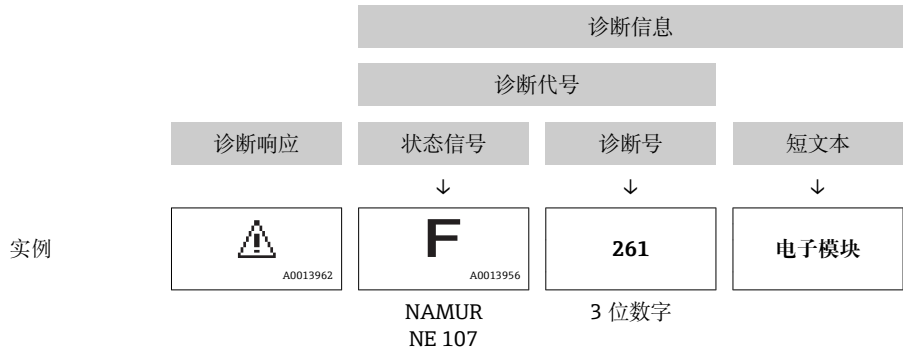 诊断信息
诊断代号
诊断响应 状态信号 诊断号 短文本
↓ ↓ ↓
实例 A0013962 F A0013956 261 电子模块
NAMUR 3 位数字
NE 107